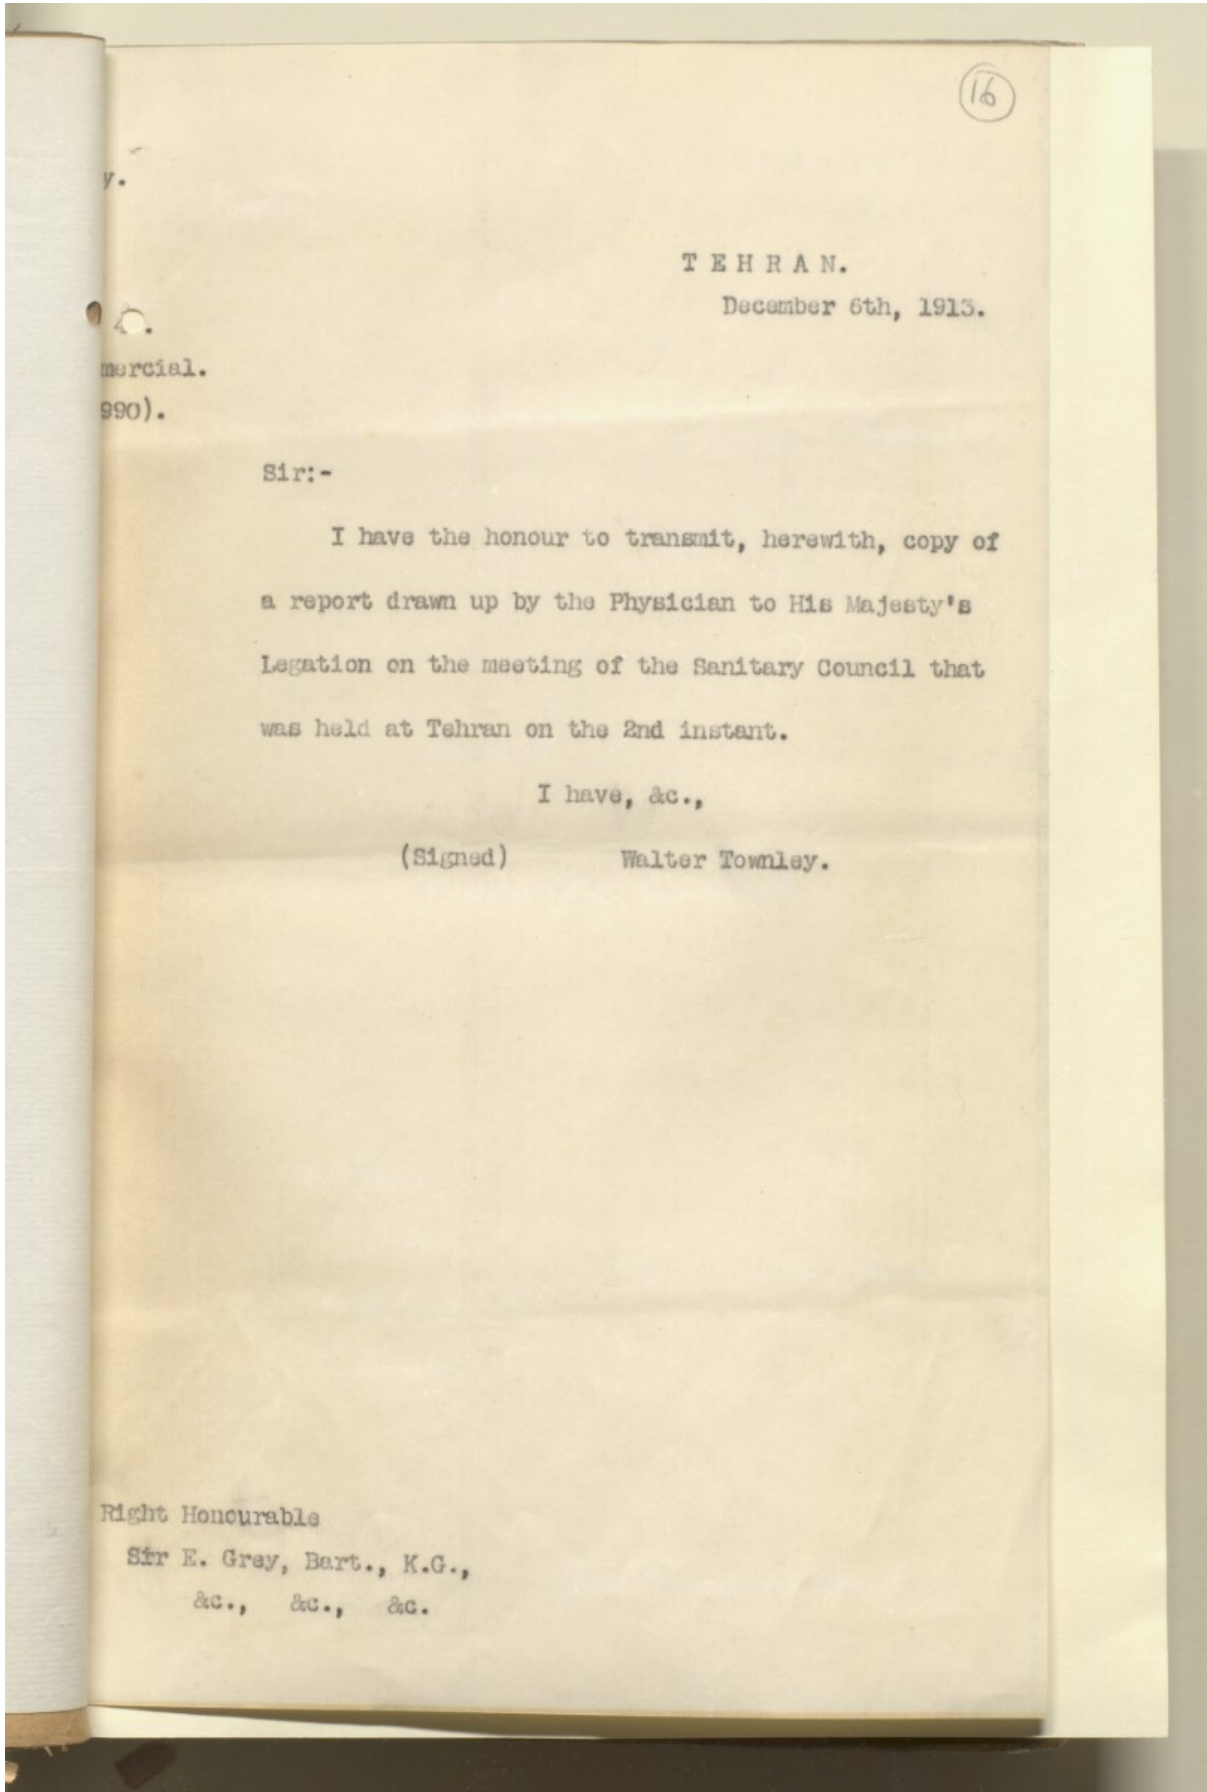 16
y.
T E H R A N.
December 6th, 1913.
4 .
mercial.
990).
Sir:-
I have the honour to transmit, herewith, copy of
a report drawn up by the Physician to His Majesty's
Legation on the meeting of the Sanitary Council that
was held at Tehran on the 2nd instant.
I have, &c.,
(Signed) Walter Townley.
Right Honourable
Sir E. Grey, Bart., K.G.,
&c., &c., &c.